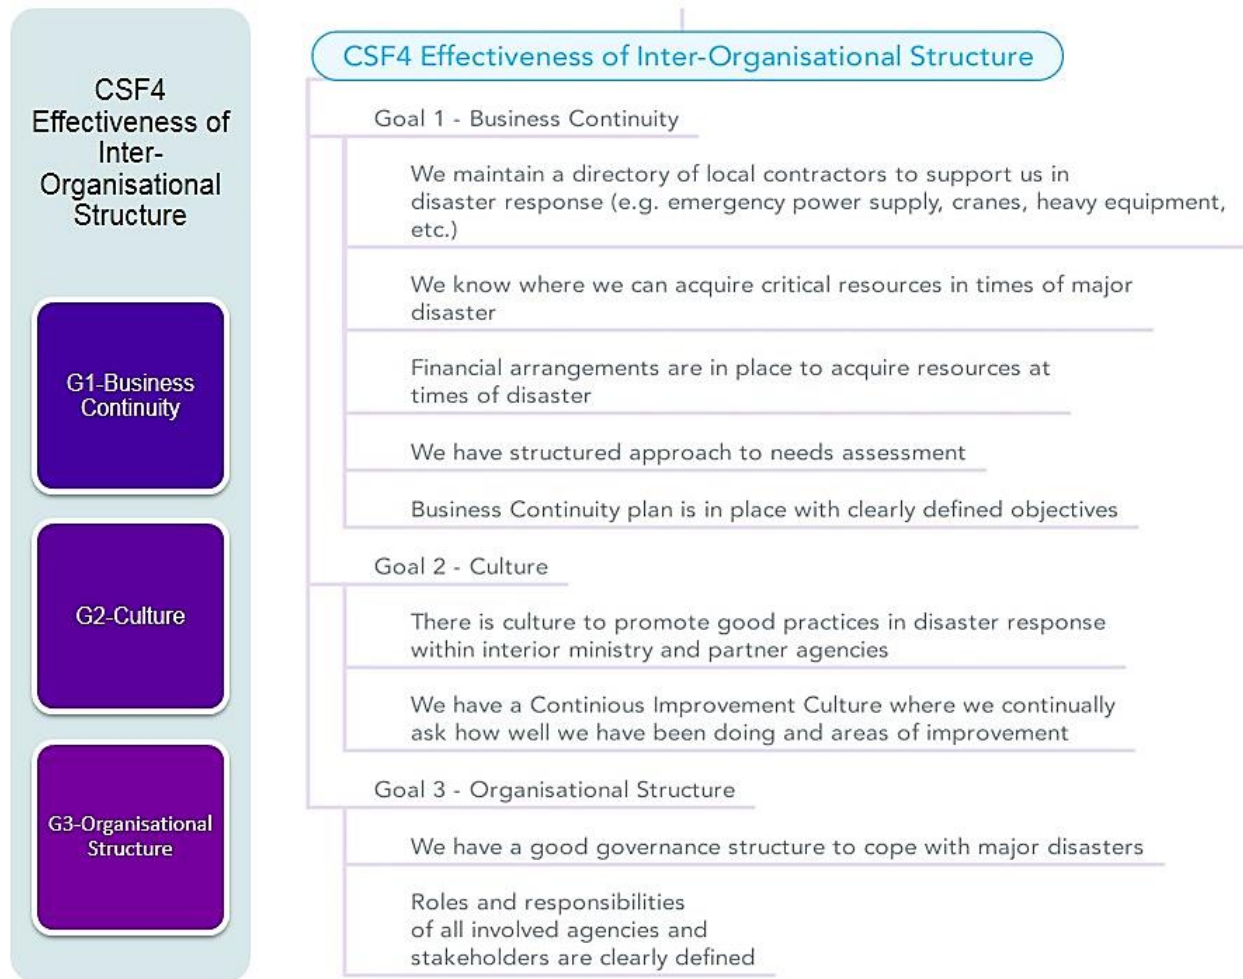 CSF4
Effectiveness of
Inter-
Organisational
Structure
G1-Business
Continuity
G2-Culture
G3-Organisational
Structure
CSF4 Effectiveness of Inter-Organisational Structure
Goal 1 - Business Continuity
We maintain a directory of local contractors to support us in
disaster response (e.g. emergency power supply, cranes, heavy equipment,
etc.)
We know where we can acquire critical resources in times of major
disaster
Financial arrangements are in place to acquire resources at
times of disaster
We have structured approach to needs assessment
Business Continuity plan is in place with clearly defined objectives
Goal 2 - Culture
There is culture to promote good practices in disaster response
within interior ministry and partner agencies
We have a Continious Improvement Culture where we continually
ask how well we have been doing and areas of improvement
Goal 3 - Organisational Structure
We have a good governance structure to cope with major disasters
Roles and responsibilities
of all involved agencies and
stakeholders are clearly defined